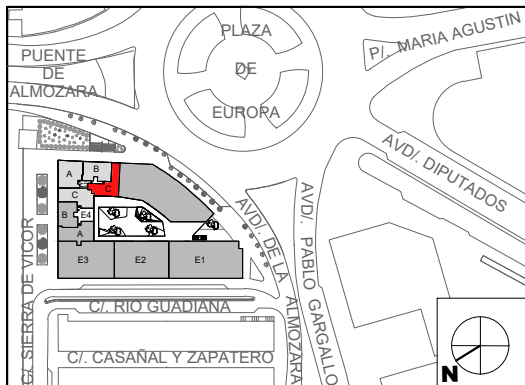 PUENTE
DE
ALMOZARA
PLAZA
DE
EUROPA
P/. MARIA AGUSTIN
AVD/. DIPUTADOS
AVD/. PABLO GARGALLO
AVD/. DE LA ALMOZARA
A
B
C
C
B
E4
A
E3
E2
E1
C/ SIERRA DE VICOR
C/. RIO GUADIANA
C/. CASAÑAL Y ZAPATERO
N